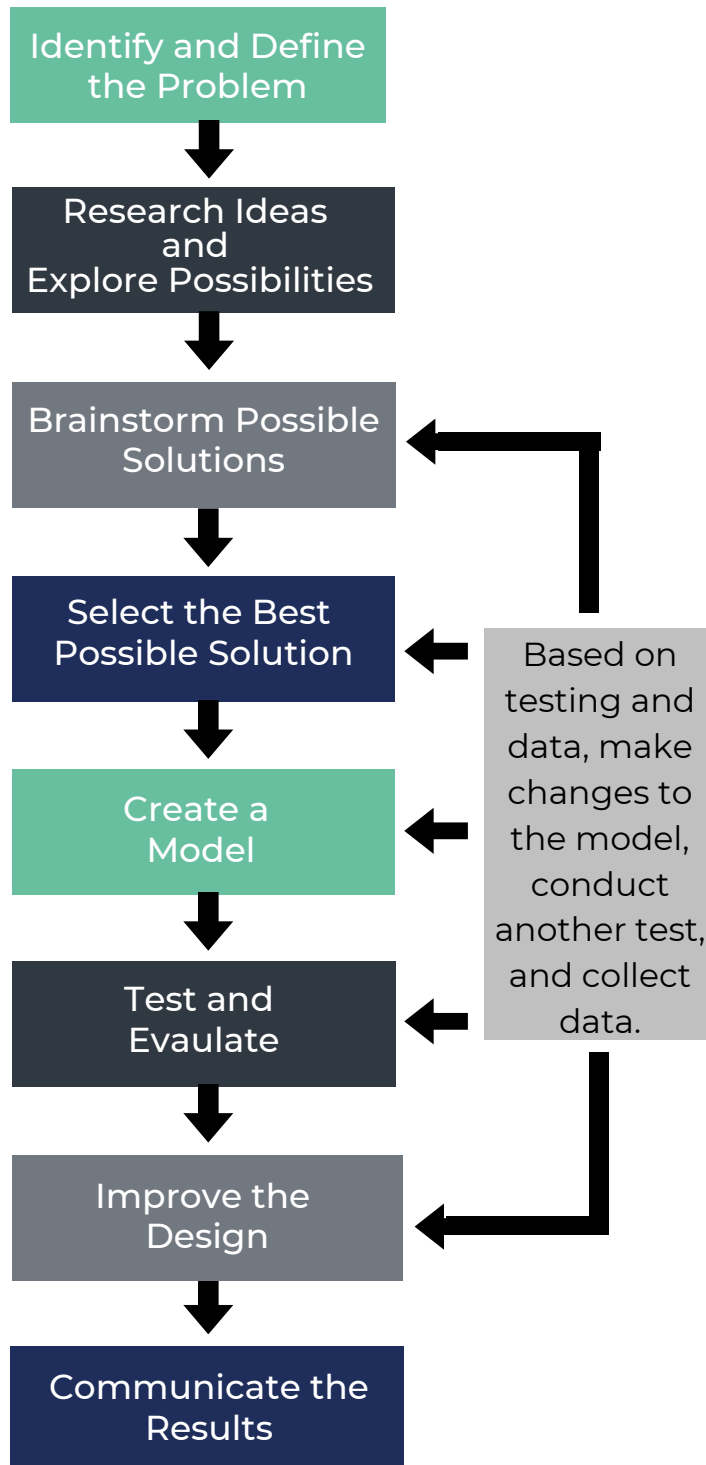 Identify and Define
the Problem
Research Ideas
and
Explore Possibilities
Brainstorm Possible
Solutions
Select the Best
Possible Solution
Create a
Model
Test and
Evaulate
Improve the
Design
Communicate the
Results
Based on
testing and
data, make
changes to
the model,
conduct
another test,
and collect
data.